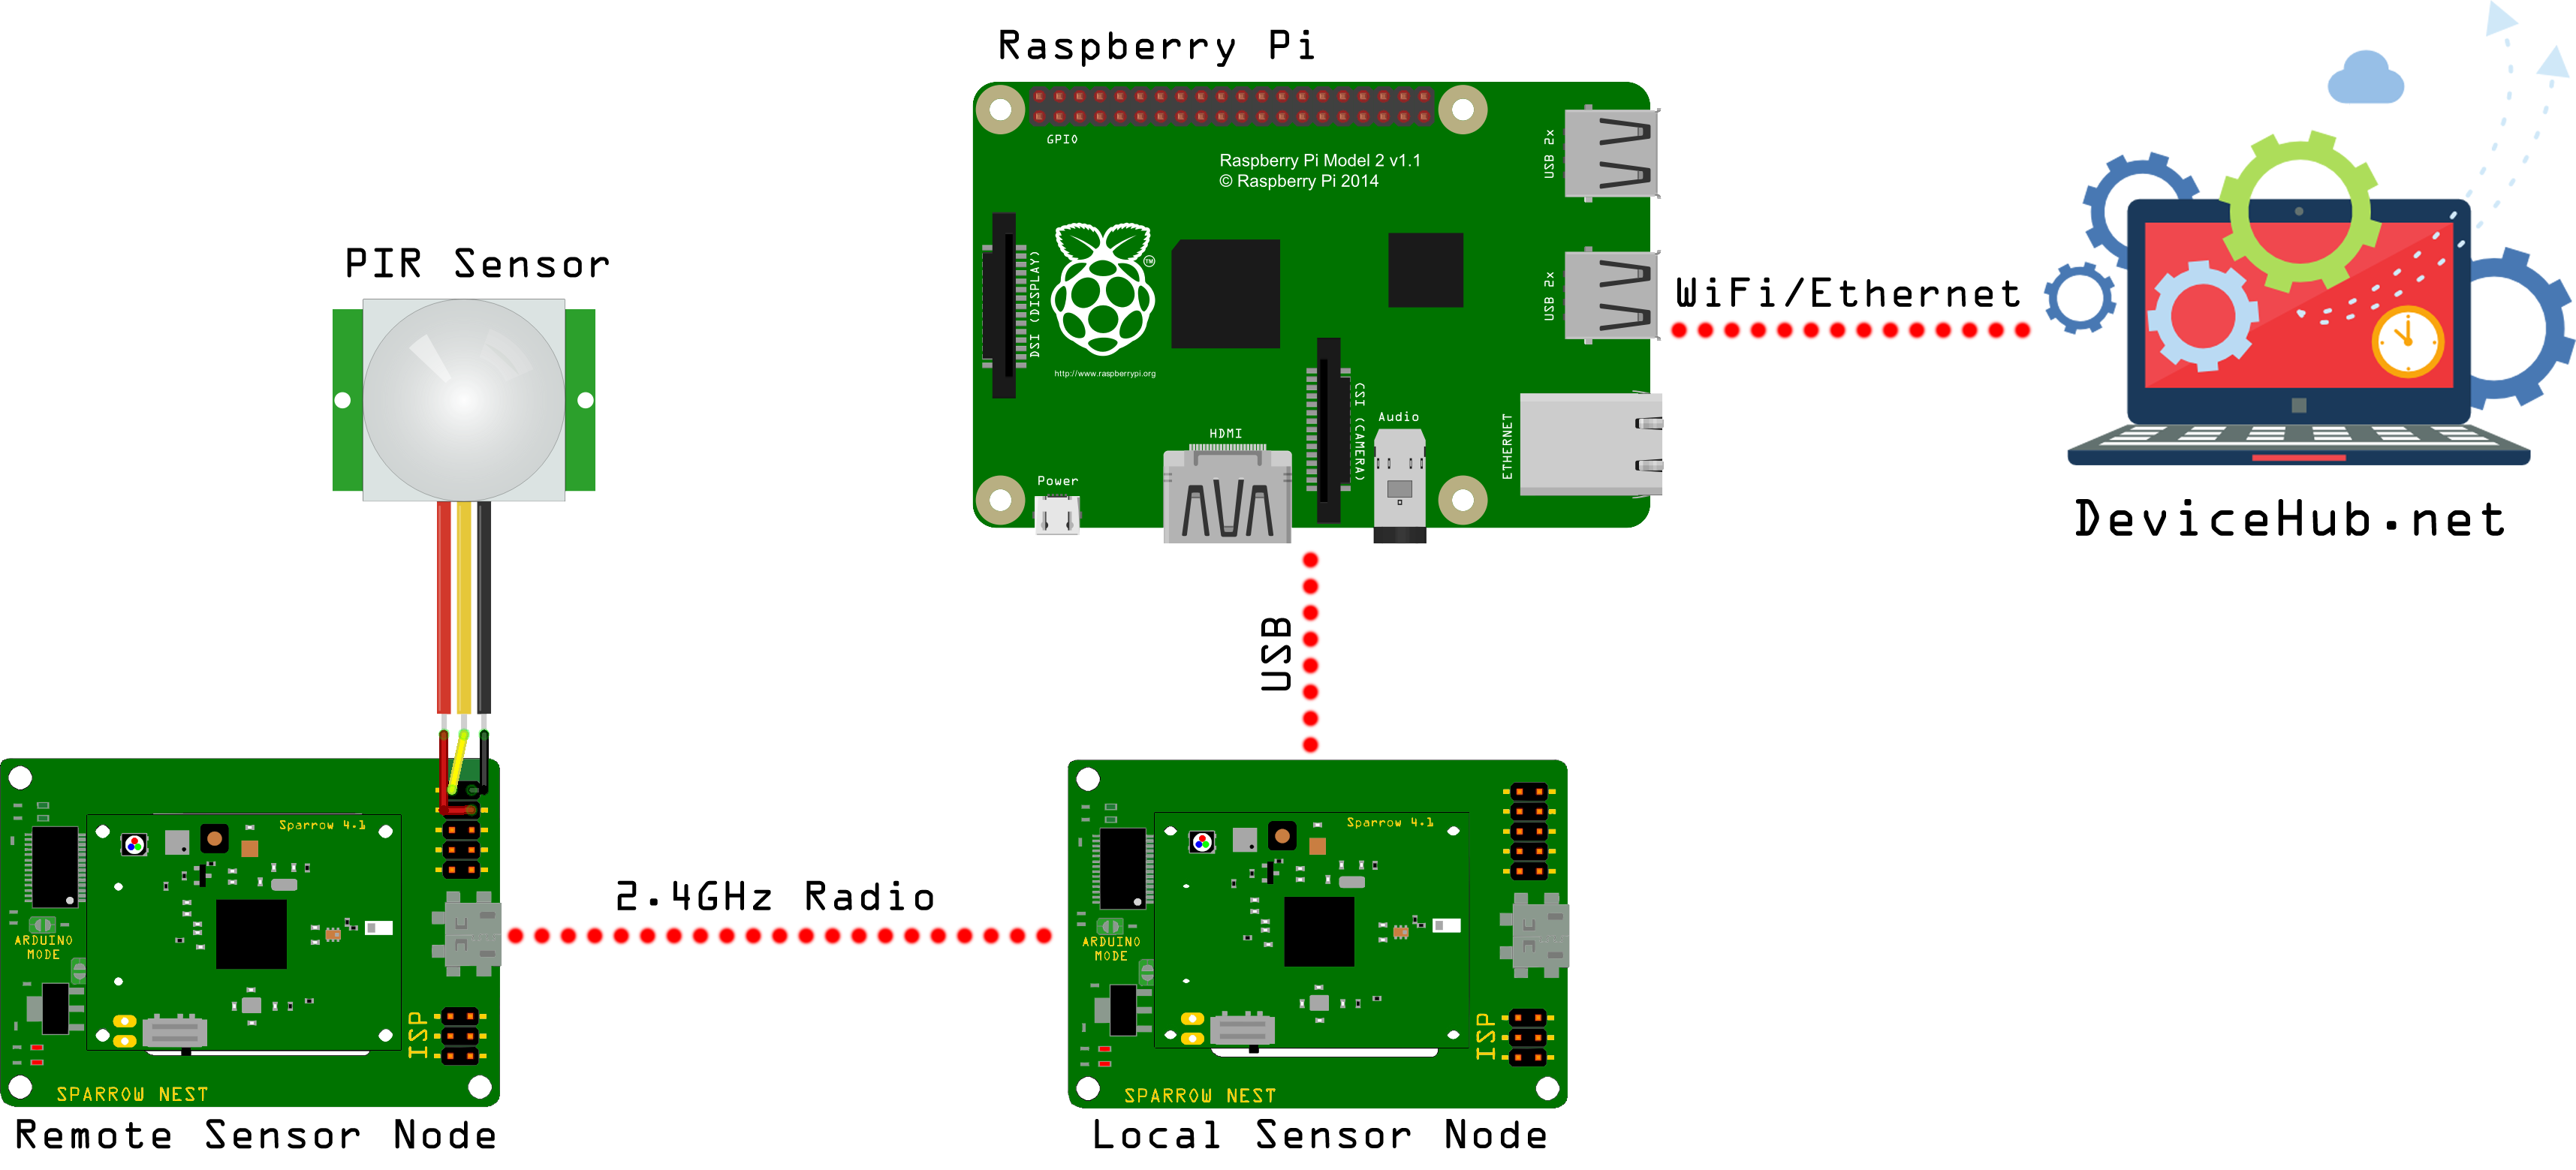 Raspberry Pi
GPIO
Raspberry Pi Model 2 v1.1
© Raspberry Pi 2014
USB 2x
USB 2x
DSI (DISPLAY)
TM
http://www.raspberrypi.org
CSI (CAMERA)
Audio
ETHERNET
HDMI
Power
WiFi/Ethernet
DeviceHub.net
PIR Sensor
USB
Sparrow 4.1
ARDUINO
MODE
ISP
SPARROW NEST
Remote Sensor Node
2.4GHz Radio
Sparrow 4.1
ARDUINO
MODE
ISP
SPARROW NEST
Local Sensor Node